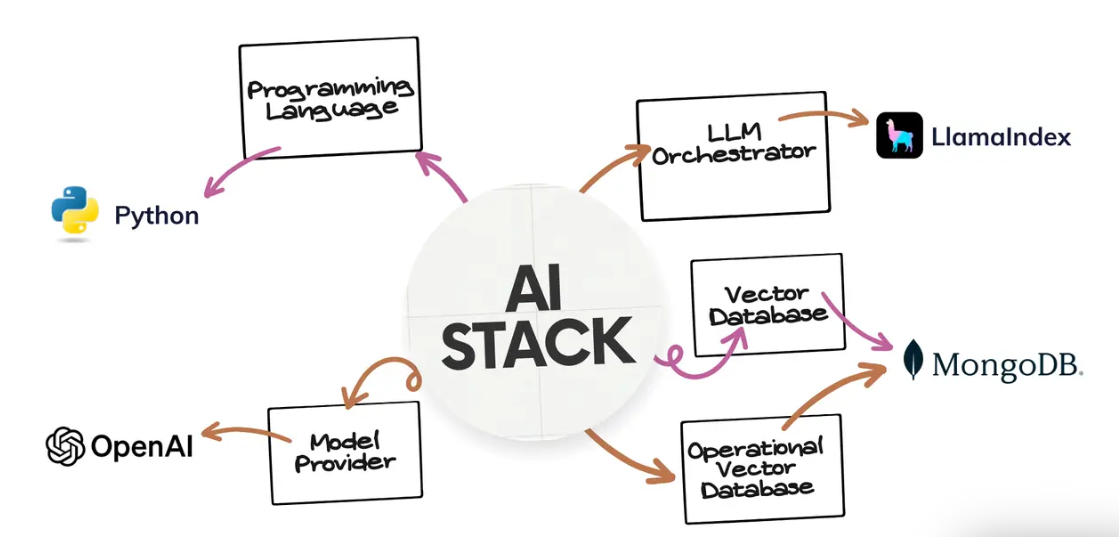 Programming
Language
Python
LLM
Orchestrator
LlamaIndex
AI
STACK
Vector
Database
MongoDB®
Model
Provider
OpenAI
Operational
Vector
Database